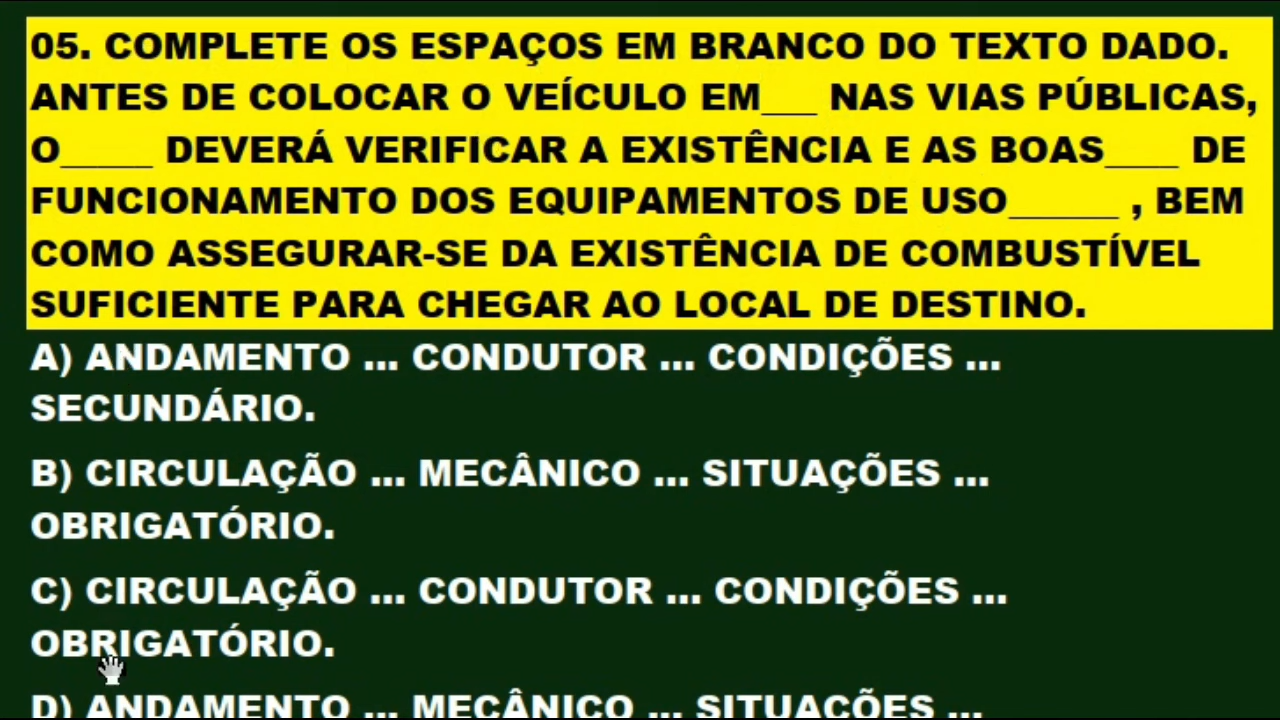 05. COMPLETE OS ESPAÇOS EM BRANCO DO TEXTO DADO.
ANTES DE COLOCAR O VEÍCULO EM___ NAS VIAS PÚBLICAS,
O_____ DEVERÁ VERIFICAR A EXISTÊNCIA E AS BOAS____ DE
FUNCIONAMENTO DOS EQUIPAMENTOS DE USO______ , BEM
COMO ASSEGURAR-SE DA EXISTÊNCIA DE COMBUSTÍVEL
SUFICIENTE PARA CHEGAR AO LOCAL DE DESTINO.
A) ANDAMENTO ... CONDUTOR ... CONDIÇÕES ...
SECUNDÁRIO.
B) CIRCULAÇÃO ... MECÂNICO ... SITUAÇÕES ...
OBRIGATÓRIO.
C) CIRCULAÇÃO ... CONDUTOR ... CONDIÇÕES ...
OBRIGATÓRIO.
D) ANDAMENTO ... MECÂNICO ... SITUAÇÕES ...